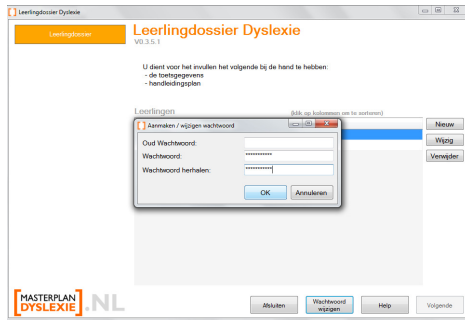 Leerlingdossier Dyslexie
Leerlingdossier
Leerlingdossier Dyslexie
V0.3.5.1
U dient voor het invullen het volgende bij de hand te hebben:
- de toetsgegevens
- handleidingsplan
Leerlingen
(klik op kolommen om te sorteren)
Nieuw
Wijzig
Verwijder
Aanmaken / wijzigen wachtwoord
Oud Wachtwoord:
Wachtwoord: ***********
Wachtwoord herhalen: ***********
OK Annuleren
MASTERPLAN
DYSLEXIE .NL
Afsluiten
Wachtwoord
wijzigen
Help
Volgende